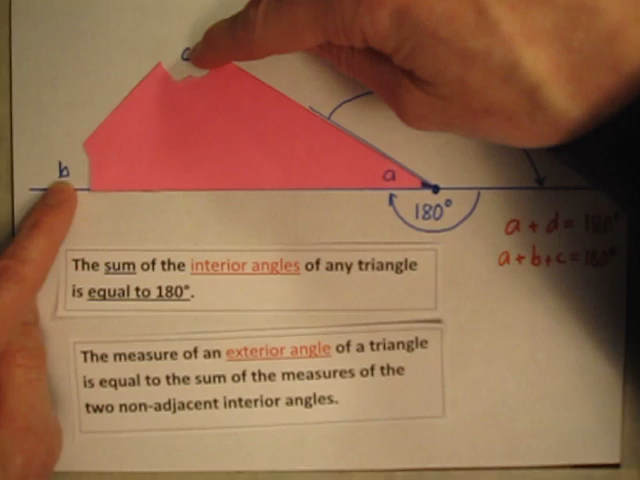 c
b
a
180°
a + d = 180°
a+b+c=180°
The sum of the interior angles of any triangle
is equal to 180°.
The measure of an exterior angle of a triangle
is equal to the sum of the measures of the
two non-adjacent interior angles.